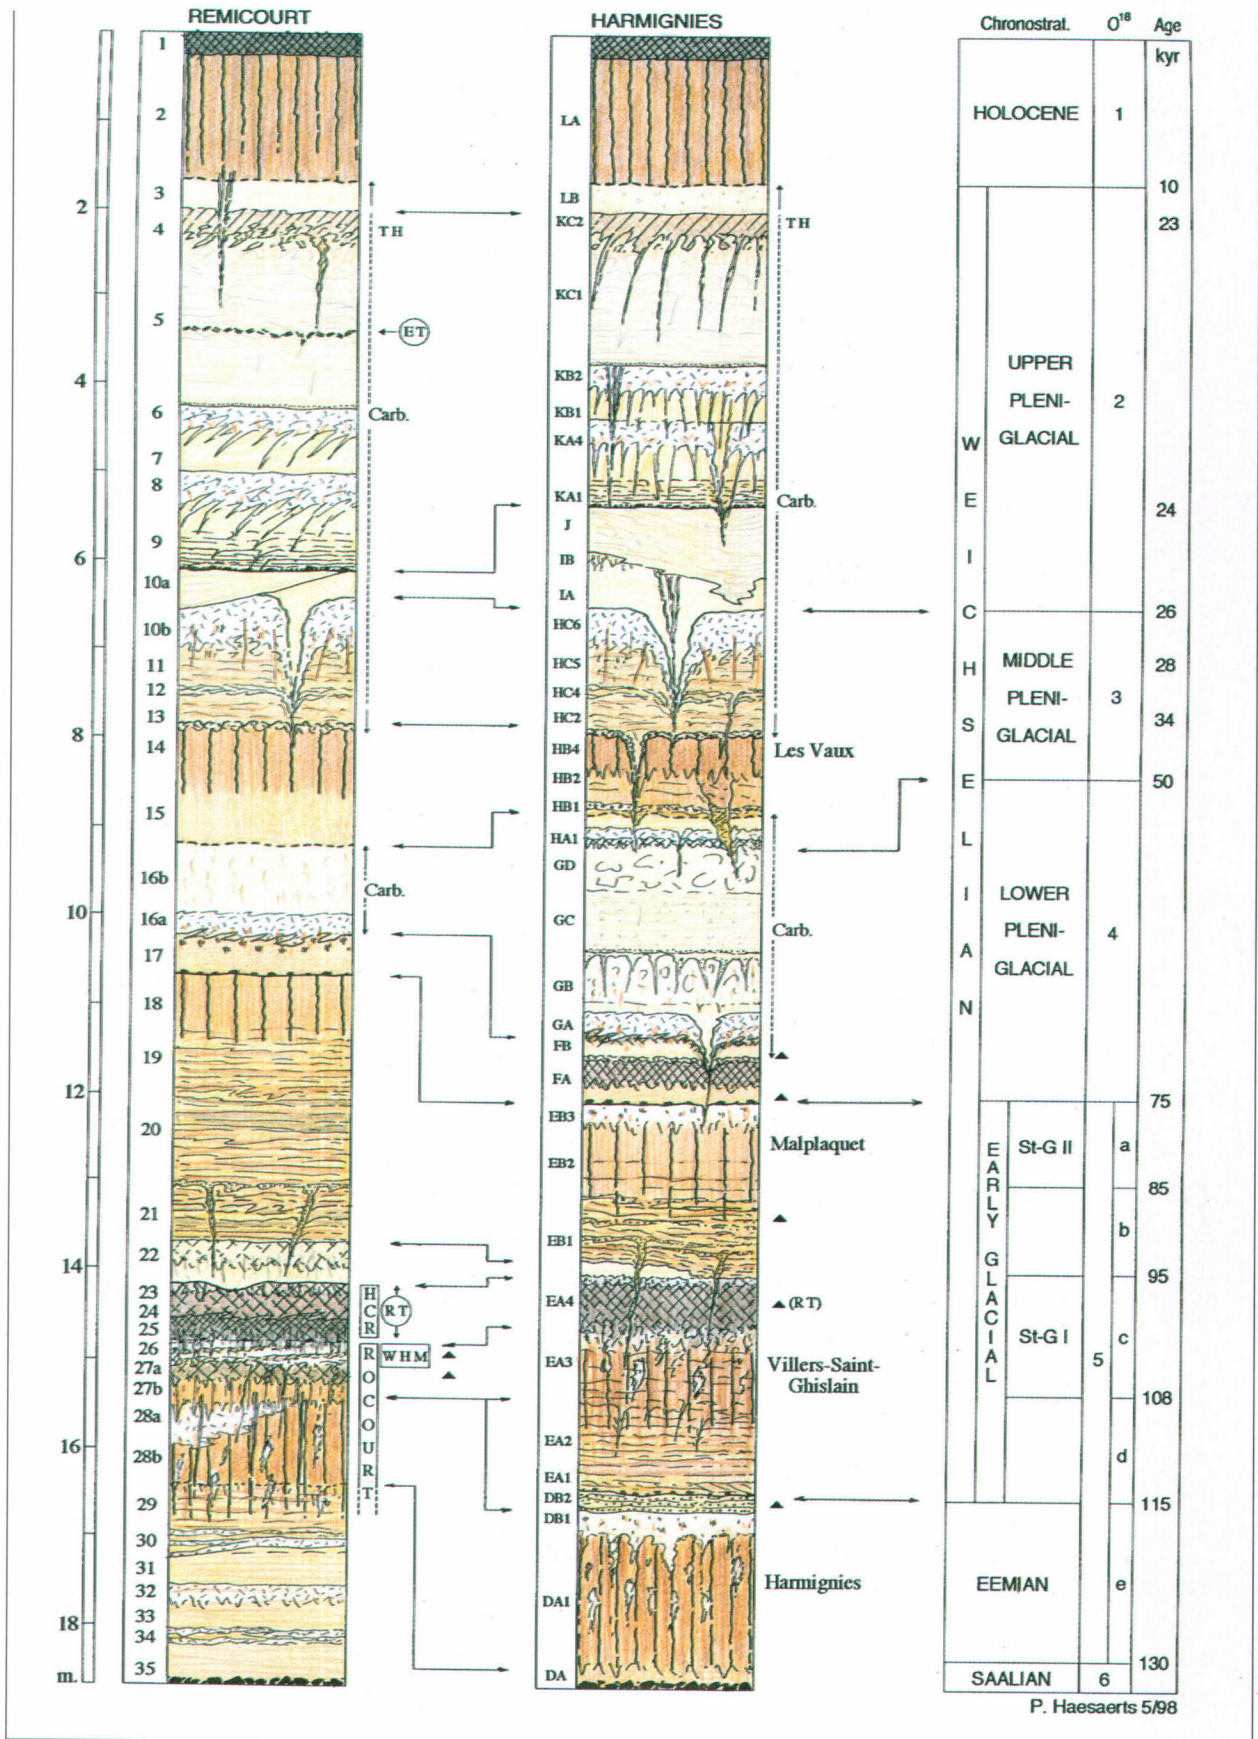 REMICOURT
HARMIGNIES
Chronostrat.
O18
Age
kyr
2
4
6
8
10
12
14
16
18
m.
1
2
3
4
5
6
7
8
9
10a
10b
11
12
13
14
15
16b
16a
17
18
19
20
21
22
23
24
25
26
27a
27b
28a
28b
29
30
31
32
33
34
35
TH
ET
Carb.
Carb.
HCR
RT
WHM
ROCOURT
LA
LB
KC2
KC1
KB2
KB1
KA4
KA1
J
IB
IA
HC6
HC5
HC4
HC2
HB4
HB2
HB1
HA1
GD
GC
GB
GA
FB
FA
EB3
EB2
EB1
EA4
EA3
EA2
EA1
DB2
DB1
DA1
DA
TH
Carb.
Les Vaux
Carb.
Malplaquet
(RT)
Villers-Saint-
Ghislain
Harmignies
HOLOCENE
WEICHSELIAN
UPPER
PLENI-
GLACIAL
MIDDLE
PLENI-
GLACIAL
LOWER
PLENI-
GLACIAL
EARLY GLACIAL
St-G II
St-G I
EEMIAN
SAALIAN
1
2
3
4
5
a
b
c
d
e
6
10
23
24
26
28
34
50
75
85
95
108
115
130
P. Haesaerts 5/98